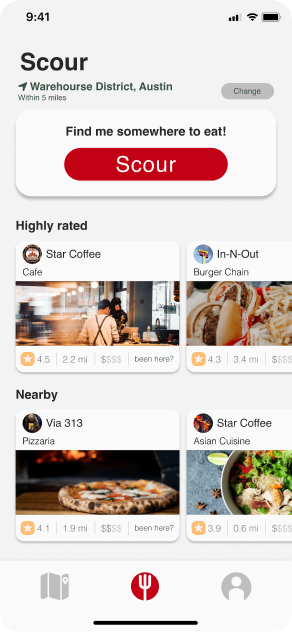 9:41
Scour
Warehourse District, Austin
Within 5 miles
Change
Find me somewhere to eat!
Scour
Highly rated
Star Coffee
Cafe
4.5 2.2 mi $$$$ been here?
In-N-Out
Burger Chain
4.3 3.4 mi $$$
Nearby
Via 313
Pizzaria
4.1 1.9 mi $$$$ been here?
Star Coffee
Asian Cuisine
3.9 0.6 mi $$$